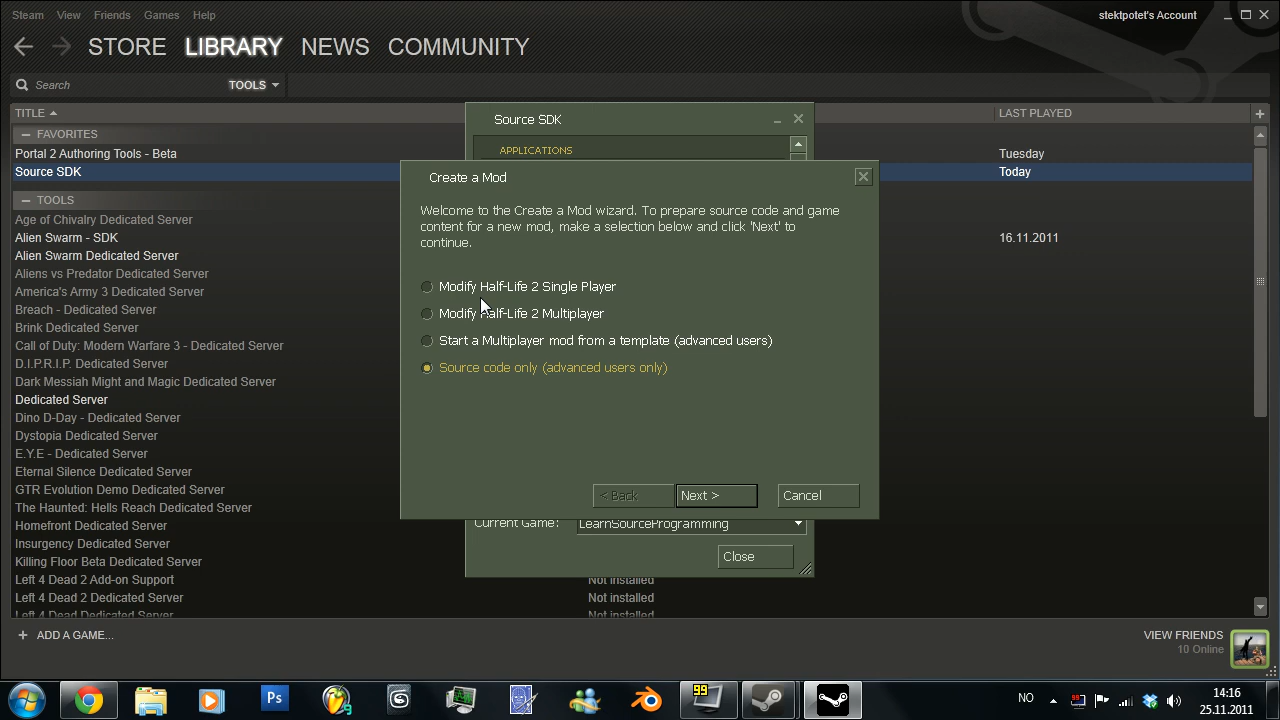 Steam View Friends Games Help
stektpotet's Account
STORE LIBRARY NEWS COMMUNITY
Search
TOOLS
TITLE
LAST PLAYED
FAVORITES
Portal 2 Authoring Tools - Beta
Tuesday
Source SDK
Today
TOOLS
Age of Chivalry Dedicated Server
Alien Swarm - SDK
16.11.2011
Alien Swarm Dedicated Server
Aliens vs Predator Dedicated Server
America's Army 3 Dedicated Server
Breach - Dedicated Server
Brink Dedicated Server
Call of Duty: Modern Warfare 3 - Dedicated Server
D.I.P.R.I.P. Dedicated Server
Dark Messiah Might and Magic Dedicated Server
Dedicated Server
Dino D-Day - Dedicated Server
Dystopia Dedicated Server
E.Y.E - Dedicated Server
Eternal Silence Dedicated Server
GTR Evolution Demo Dedicated Server
The Haunted: Hells Reach Dedicated Server
Homefront Dedicated Server
Insurgency Dedicated Server
Killing Floor Beta Dedicated Server
Left 4 Dead 2 Add-on Support
Not installed
Left 4 Dead 2 Dedicated Server
Not installed
Left 4 Dead Dedicated Server
Not installed
Source SDK
APPLICATIONS
Create a Mod
Welcome to the Create a Mod wizard. To prepare source code and game
content for a new mod, make a selection below and click 'Next' to
continue.
Modify Half-Life 2 Single Player
Modify Half-Life 2 Multiplayer
Start a Multiplayer mod from a template (advanced users)
Source code only (advanced users only)
< Back
Next >
Cancel
Current Game:
LearnSourceProgramming
Close
+ ADD A GAME...
VIEW FRIENDS
10 Online
Ps
99
NO
99
14:16
25.11.2011